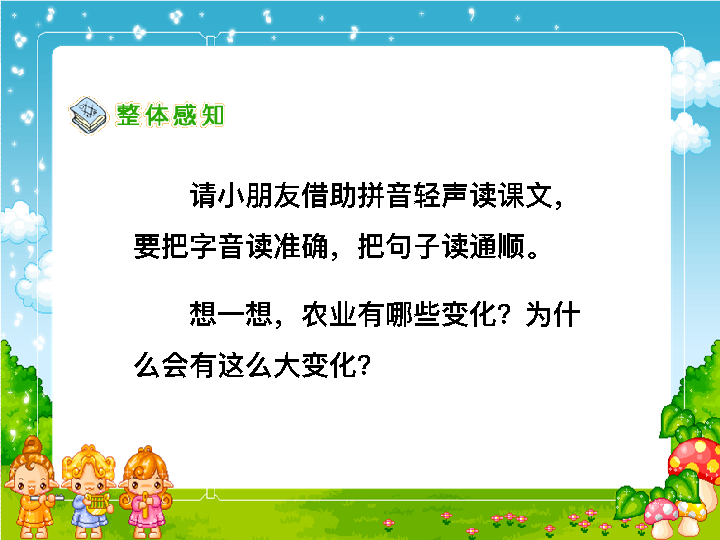 整体感知
请小朋友借助拼音轻声读课文，
要把字音读准确，把句子读通顺。
想一想，农业有哪些变化？为什
么会有这么大变化？